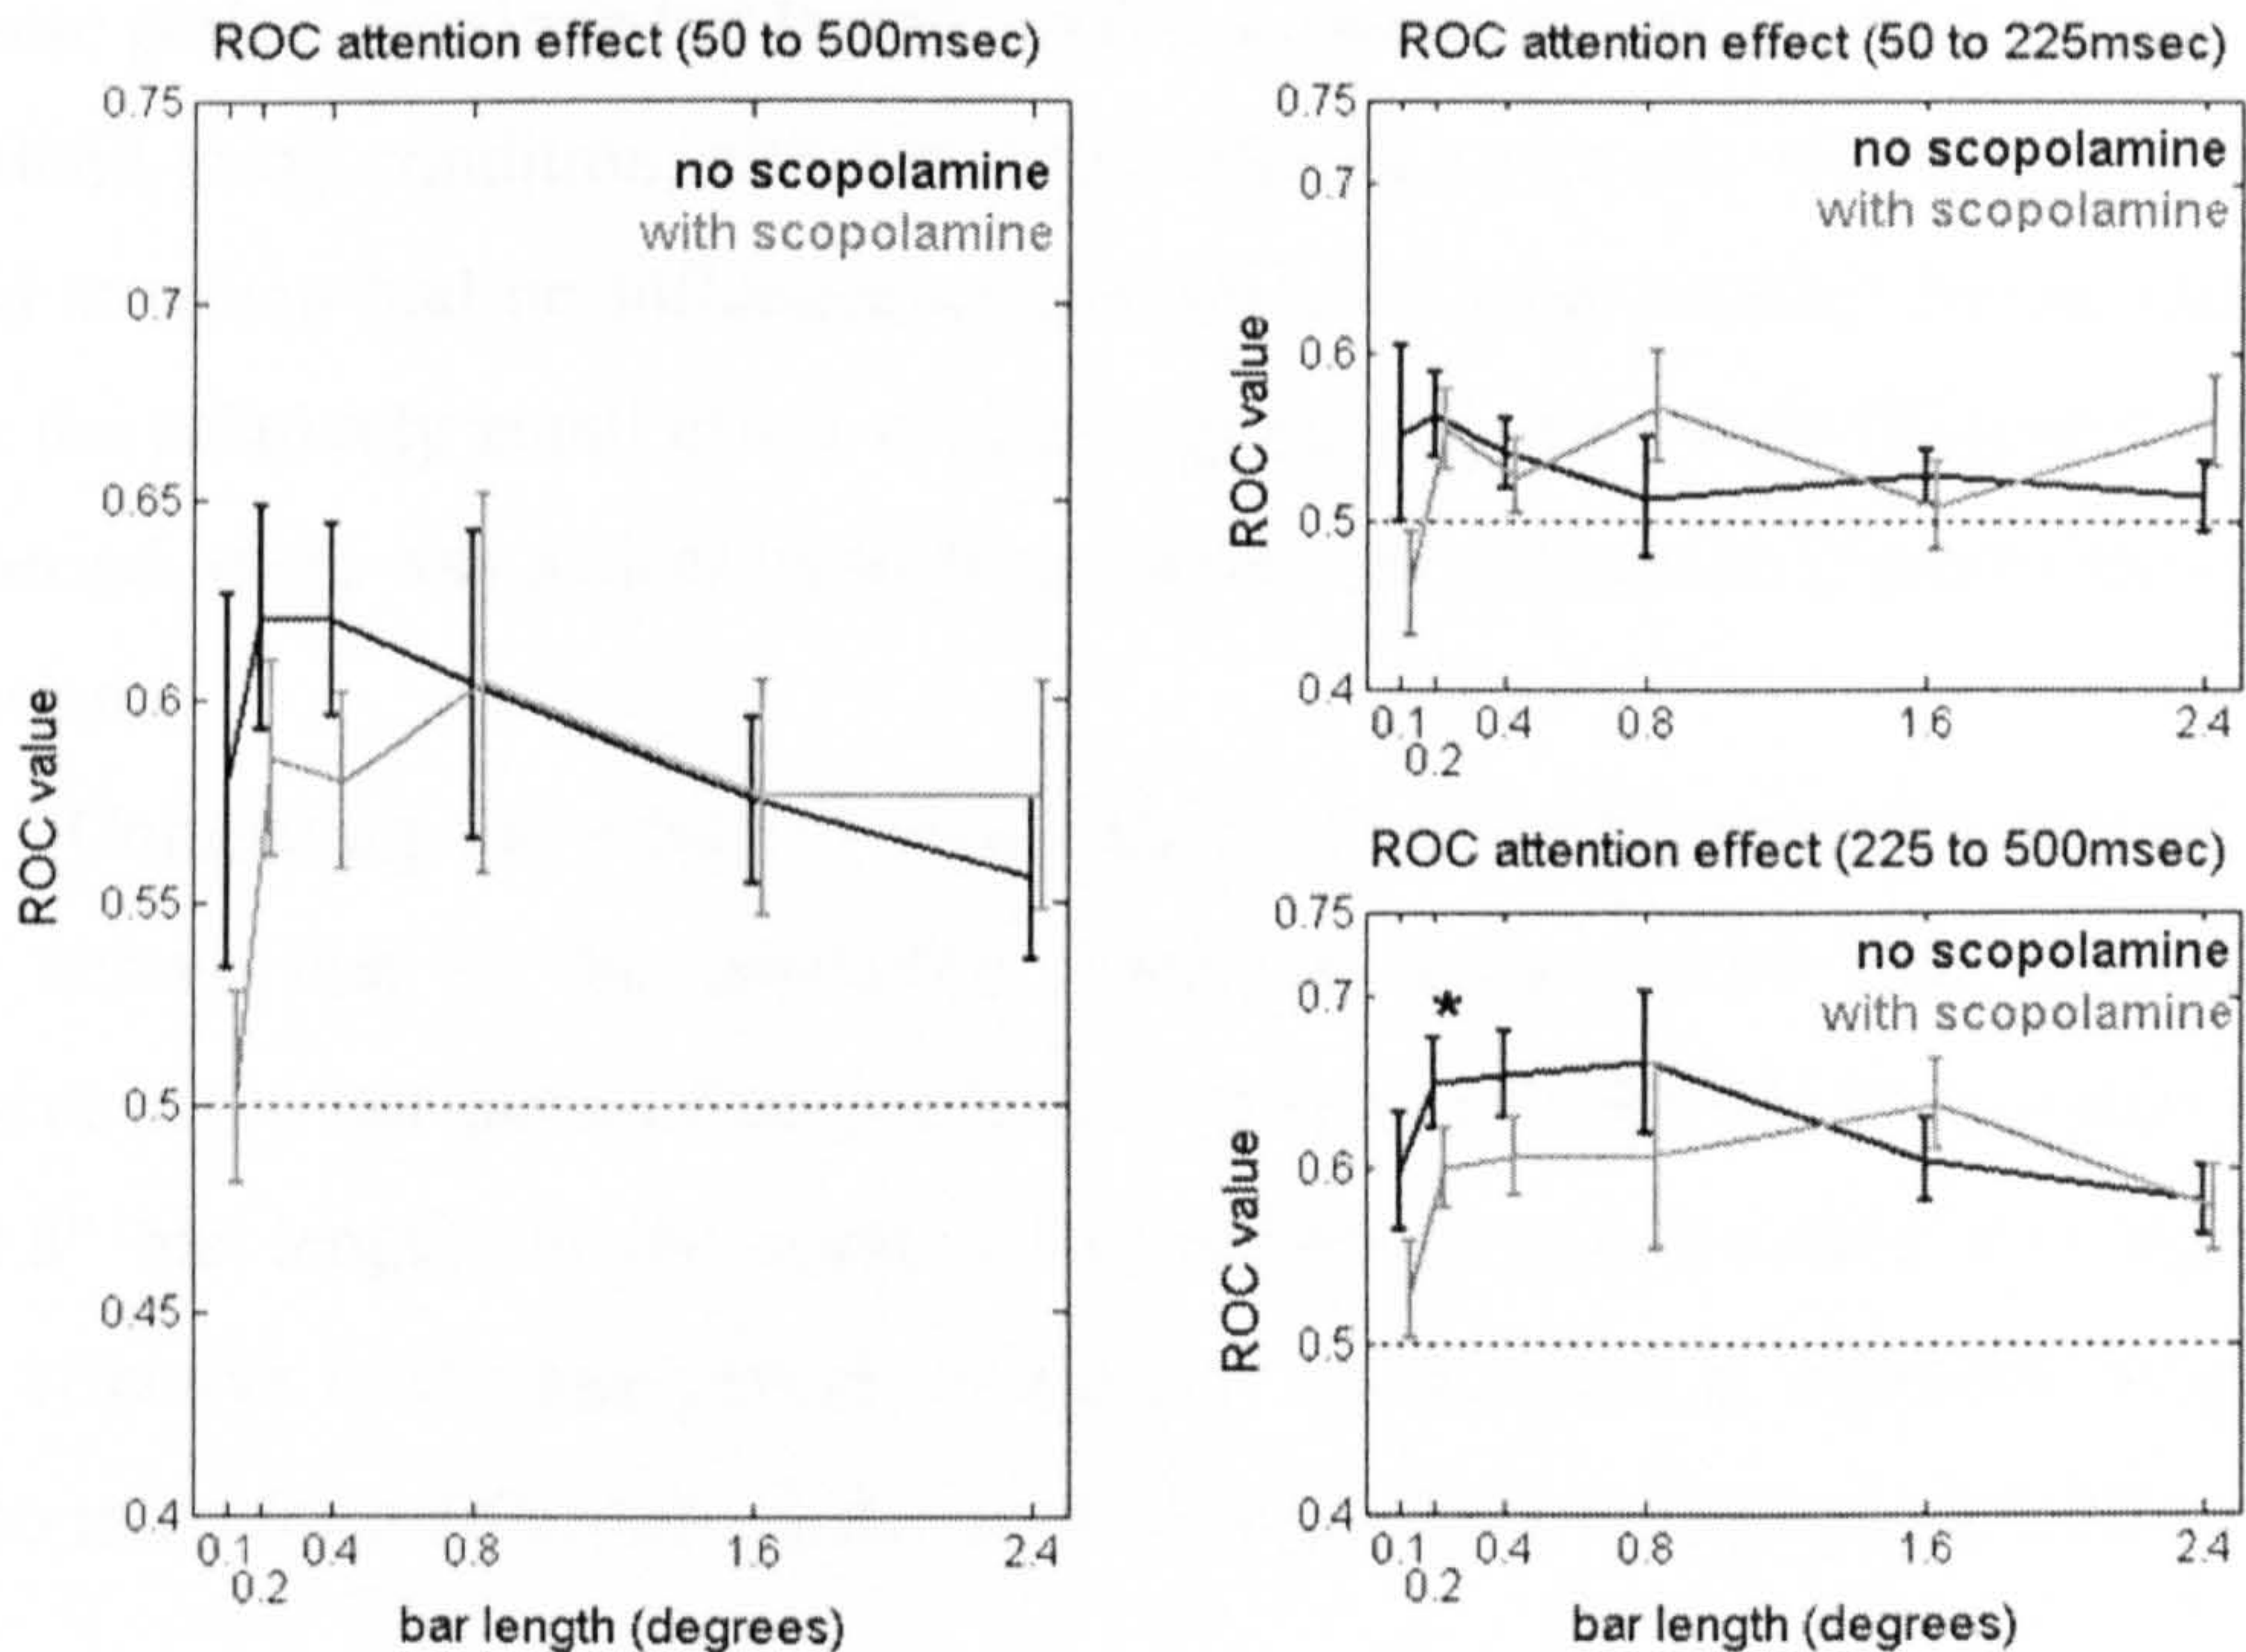 ROC attention effect (50 to 500msec)
0.75
0.7
0.65
0.6
0.55
0.5
0.45
0.4
ROC value
no scopolamine
with scopolamine
0.1 0.4 0.8 1.6 2.4
0.2
bar length (degrees)
ROC attention effect (50 to 225msec)
0.75
0.7
0.6
0.5
0.4
ROC value
no scopolamine
with scopolamine
0.1 0.4 0.8 1.6 2.4
0.2
ROC attention effect (225 to 500msec)
0.75
0.7
0.6
0.5
0.4
ROC value
no scopolamine
with scopolamine
*
0.1 0.4 0.8 1.6 2.4
0.2
bar length (degrees)